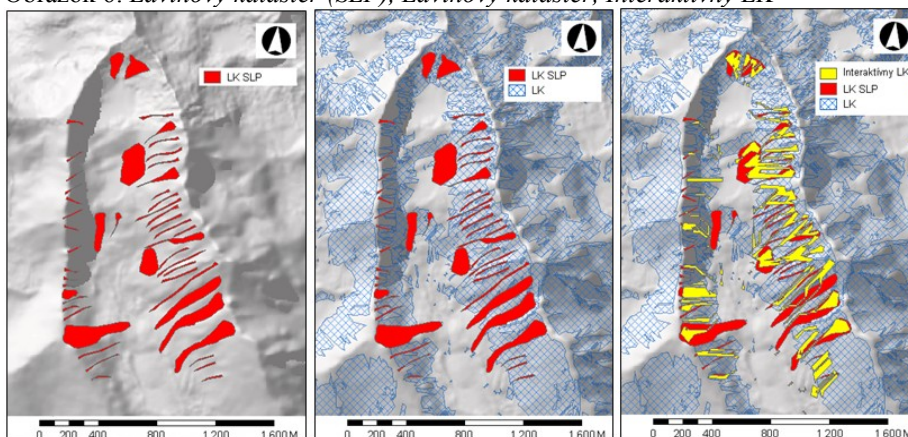 Obrázok 6: Lavínový kataster (SLP), Lavínový kataster, Interaktívny LK
LK SLP
LK SLP
LK
Interaktívny LK
LK SLP
LK
0 200 400 800 1 200 1 600 M
0 200 400 800 1 200 1 600 M
0 200 400 800 1 200 1 600 M